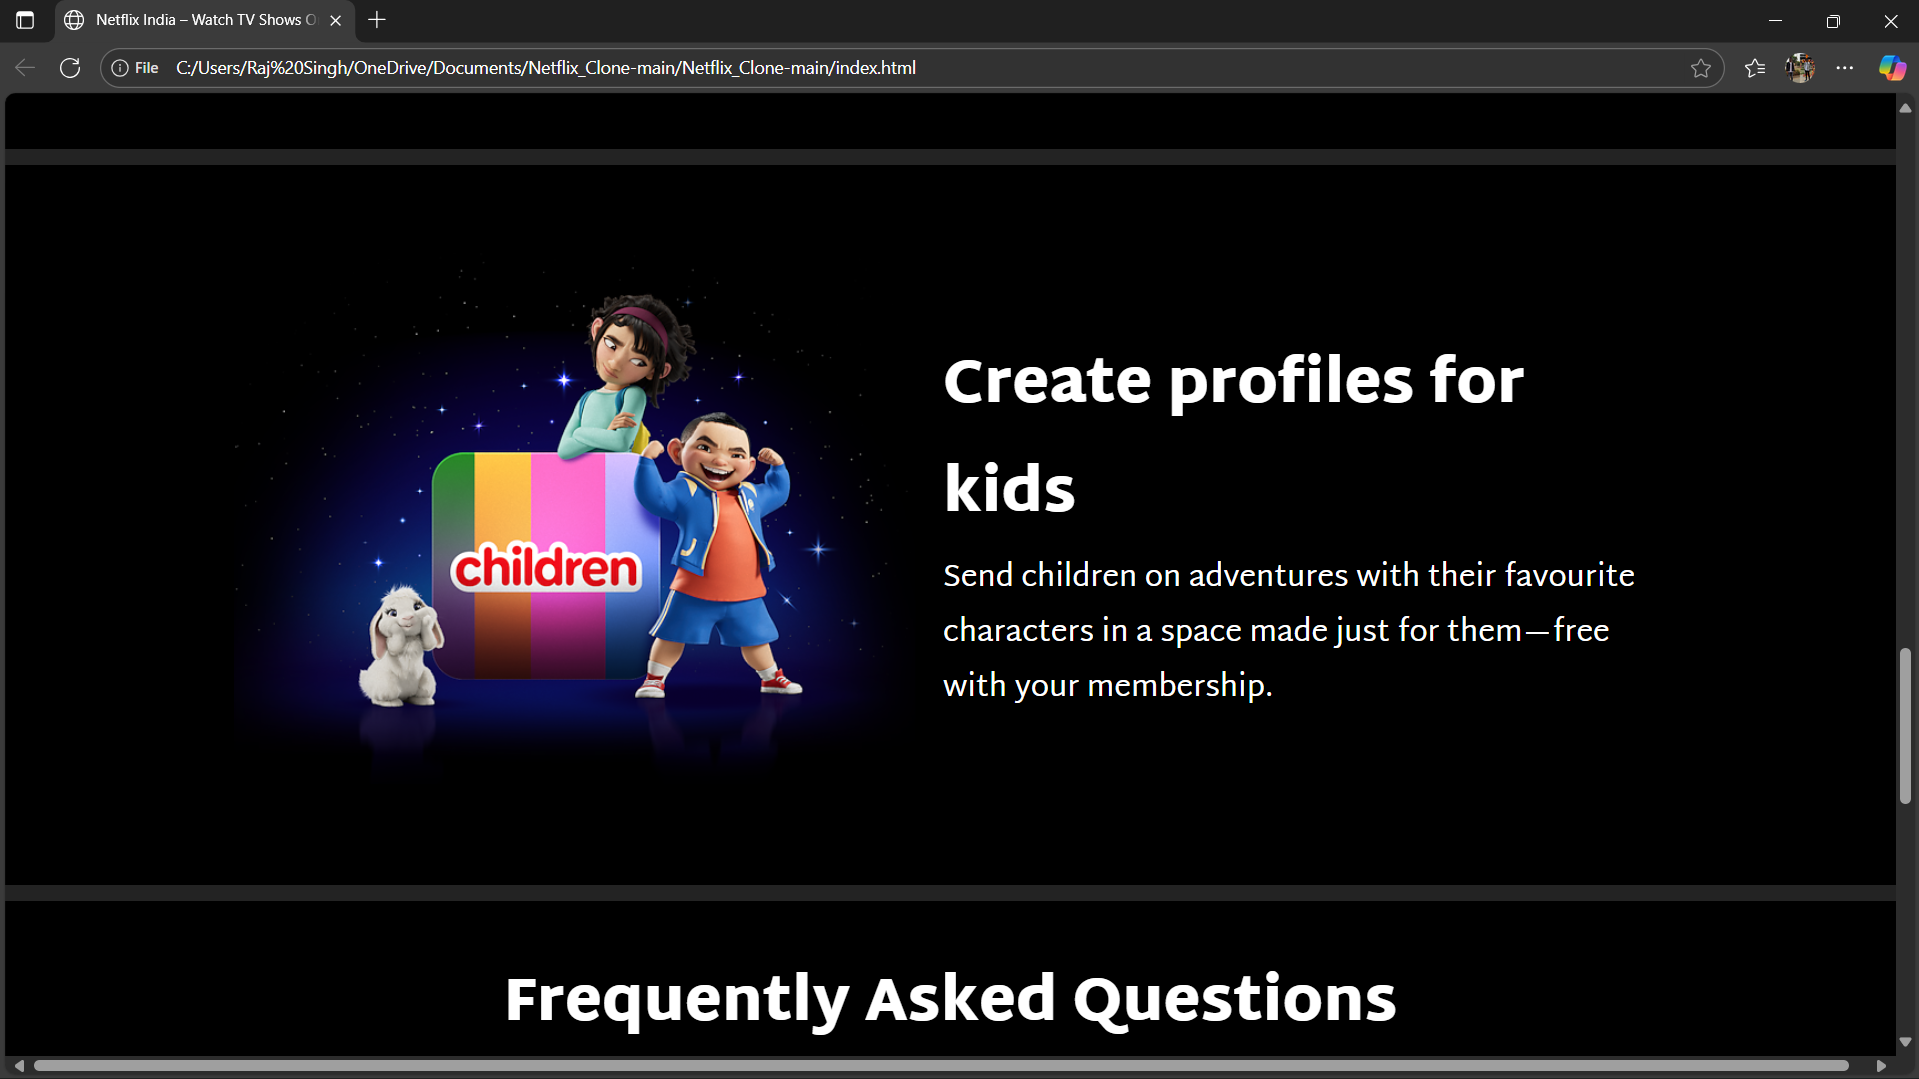 Netflix India – Watch TV Shows O
File
C:/Users/Raj%20Singh/OneDrive/Documents/Netflix_Clone-main/Netflix_Clone-main/index.html
children
Create profiles for
kids
Send children on adventures with their favourite
characters in a space made just for them—free
with your membership.
Frequently Asked Questions